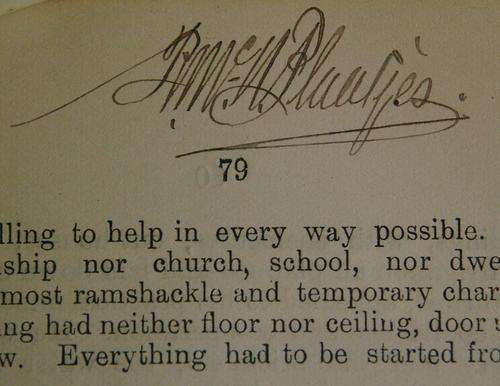 79
lling to help in every way possible.
ship nor church, school, nor dwe
most ramshackle and temporary char
ng had neither floor nor ceiling, door
w. Everything had to be started fro